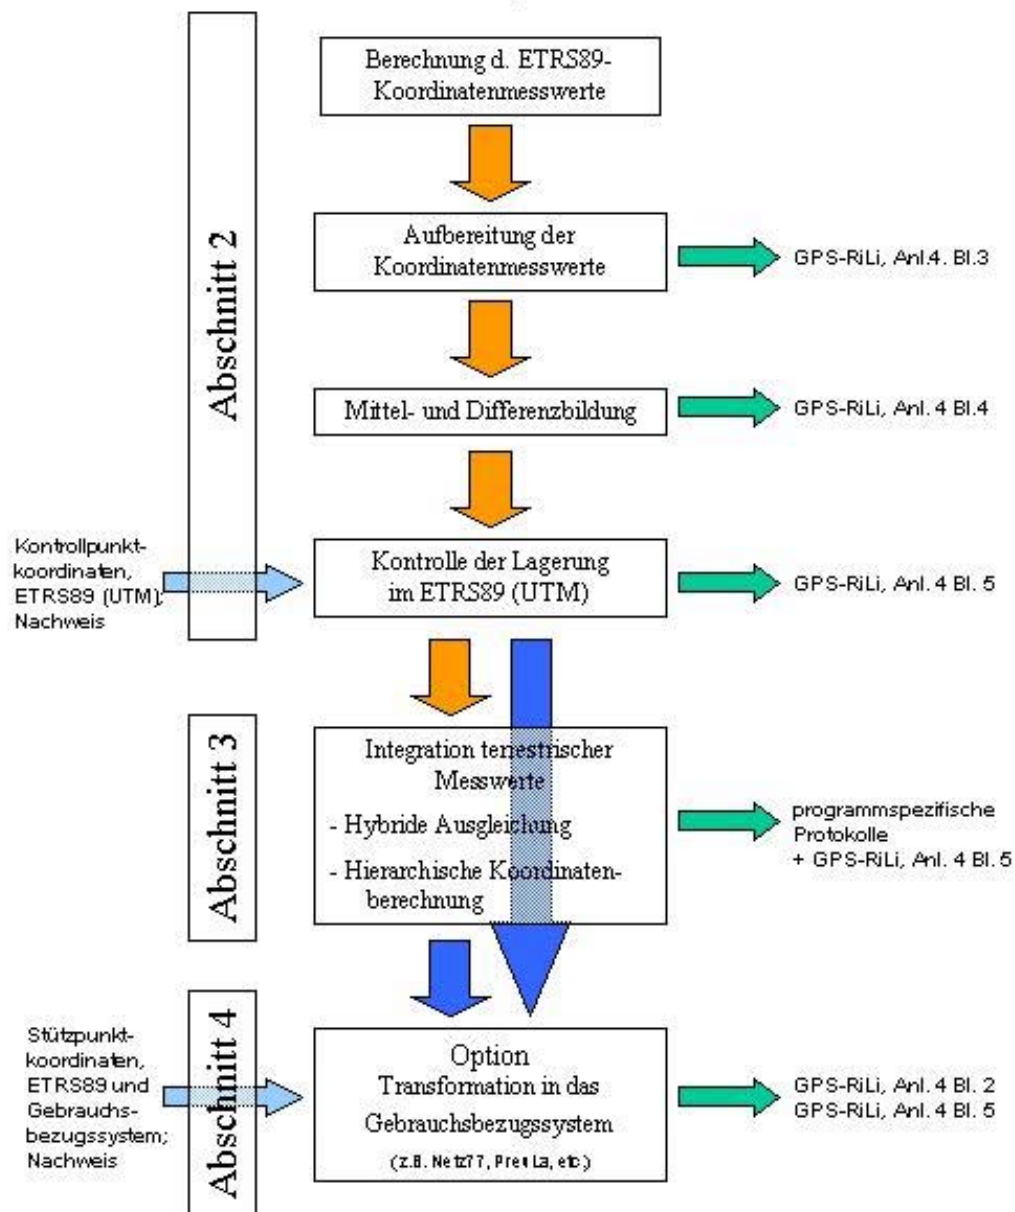 Berechnung d. ETRS89-
Koordinatenmesswerte
Abschnitt 2
Aufbereitung der
Koordinatenmesswerte
GPS-RiLi, Anl.4. Bl.3
Mittel- und Differenzbildung
GPS-RiLi, Anl. 4 Bl.4
Kontrollpunkt-
koordinaten,
ETRS89 (UTM);
Nachweis
Kontrolle der Lagerung
im ETRS89 (UTM)
GPS-RiLi, Anl. 4 Bl. 5
Abschnitt 3
Integration terrestrischer
Messwerte
- Hybride Ausgleichung
- Hierarchische Koordinaten-
berechnung
programmspezifische
Protokolle
+ GPS-RiLi, Anl. 4 Bl. 5
Abschnitt 4
Stützpunkt-
koordinaten,
ETRS89 und
Gebrauchs-
bezugssystem;
Nachweis
Option
Transformation in das
Gebrauchsbezugssystem
(z.B. Netz77, PreuLa, etc.)
GPS-RiLi, Anl. 4 Bl. 2
GPS-RiLi, Anl. 4 Bl. 5